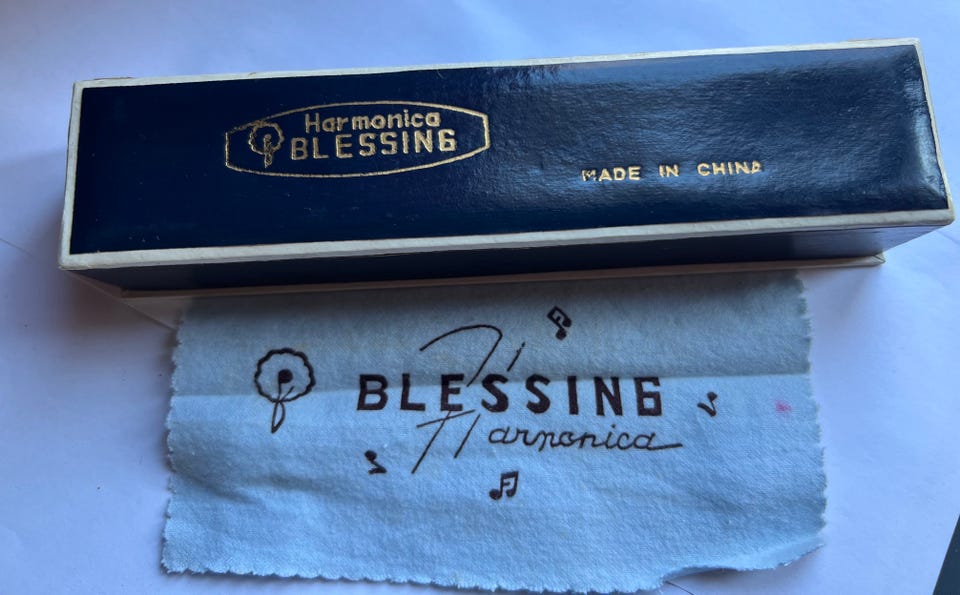 Harmonica
BLESSING
MADE IN CHINA
BLESSING
Harmonica